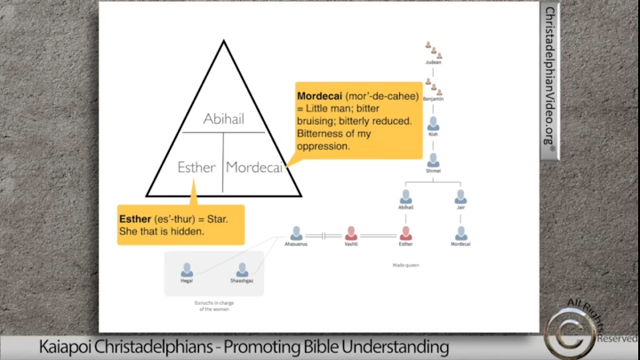 Abihail
Esther
Mordecai
Mordecai (mor'-de-cahee)
= Little man; bitter
bruising; bitterly reduced.
Bitterness of my
oppression.
Esther (es'-thur) = Star.
She that is hidden.
Judean
Benjamin
Kish
Shimei
Abihail
Jair
Ahasuerus
Vashti
Esther
Mordecai
Made queen
Hegai
Shaashgaz
Eunuchs in charge
of the women
ChristadelphianVideo.org®
All Rights
Reserved
Kaiapoi Christadelphians - Promoting Bible Understanding